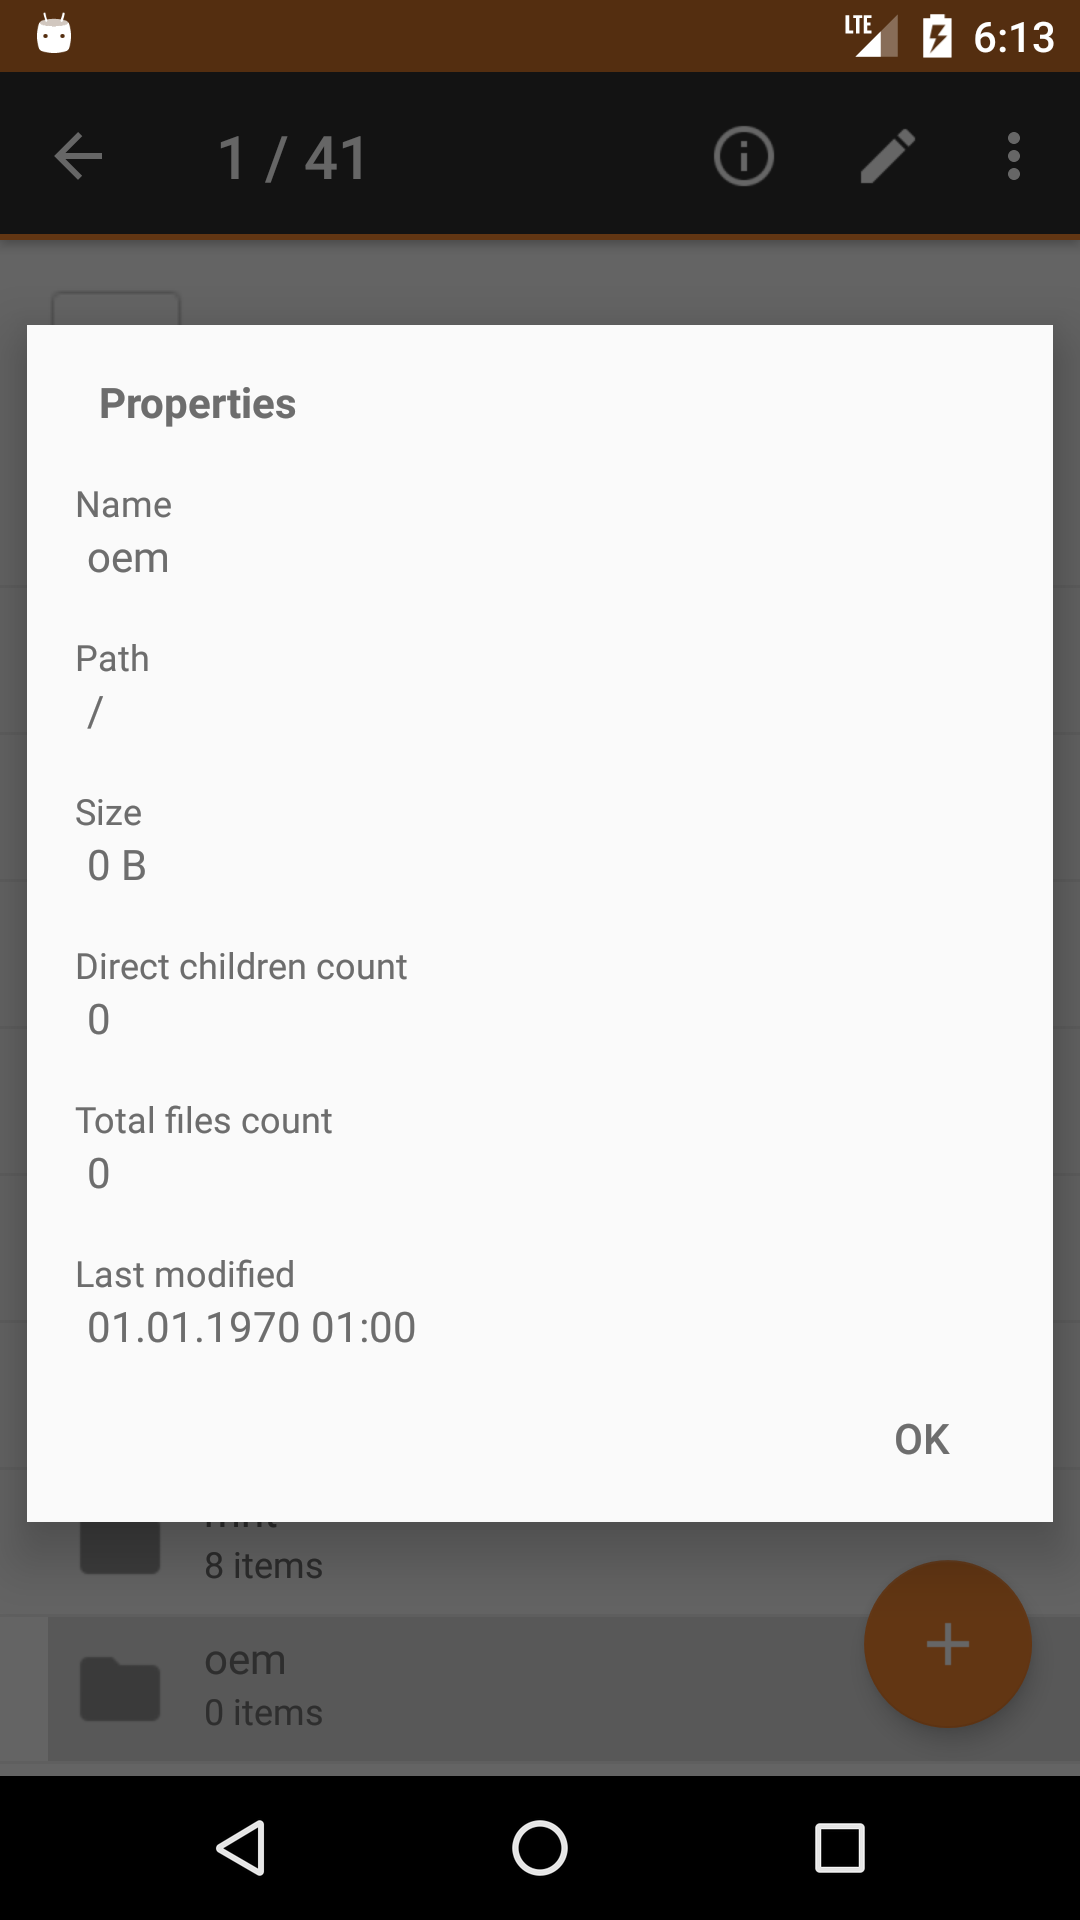 LTE 6:13
1 / 41
Properties
Name
oem
Path
/
Size
0 B
Direct children count
0
Total files count
0
Last modified
01.01.1970 01:00
OK
8 items
oem
0 items